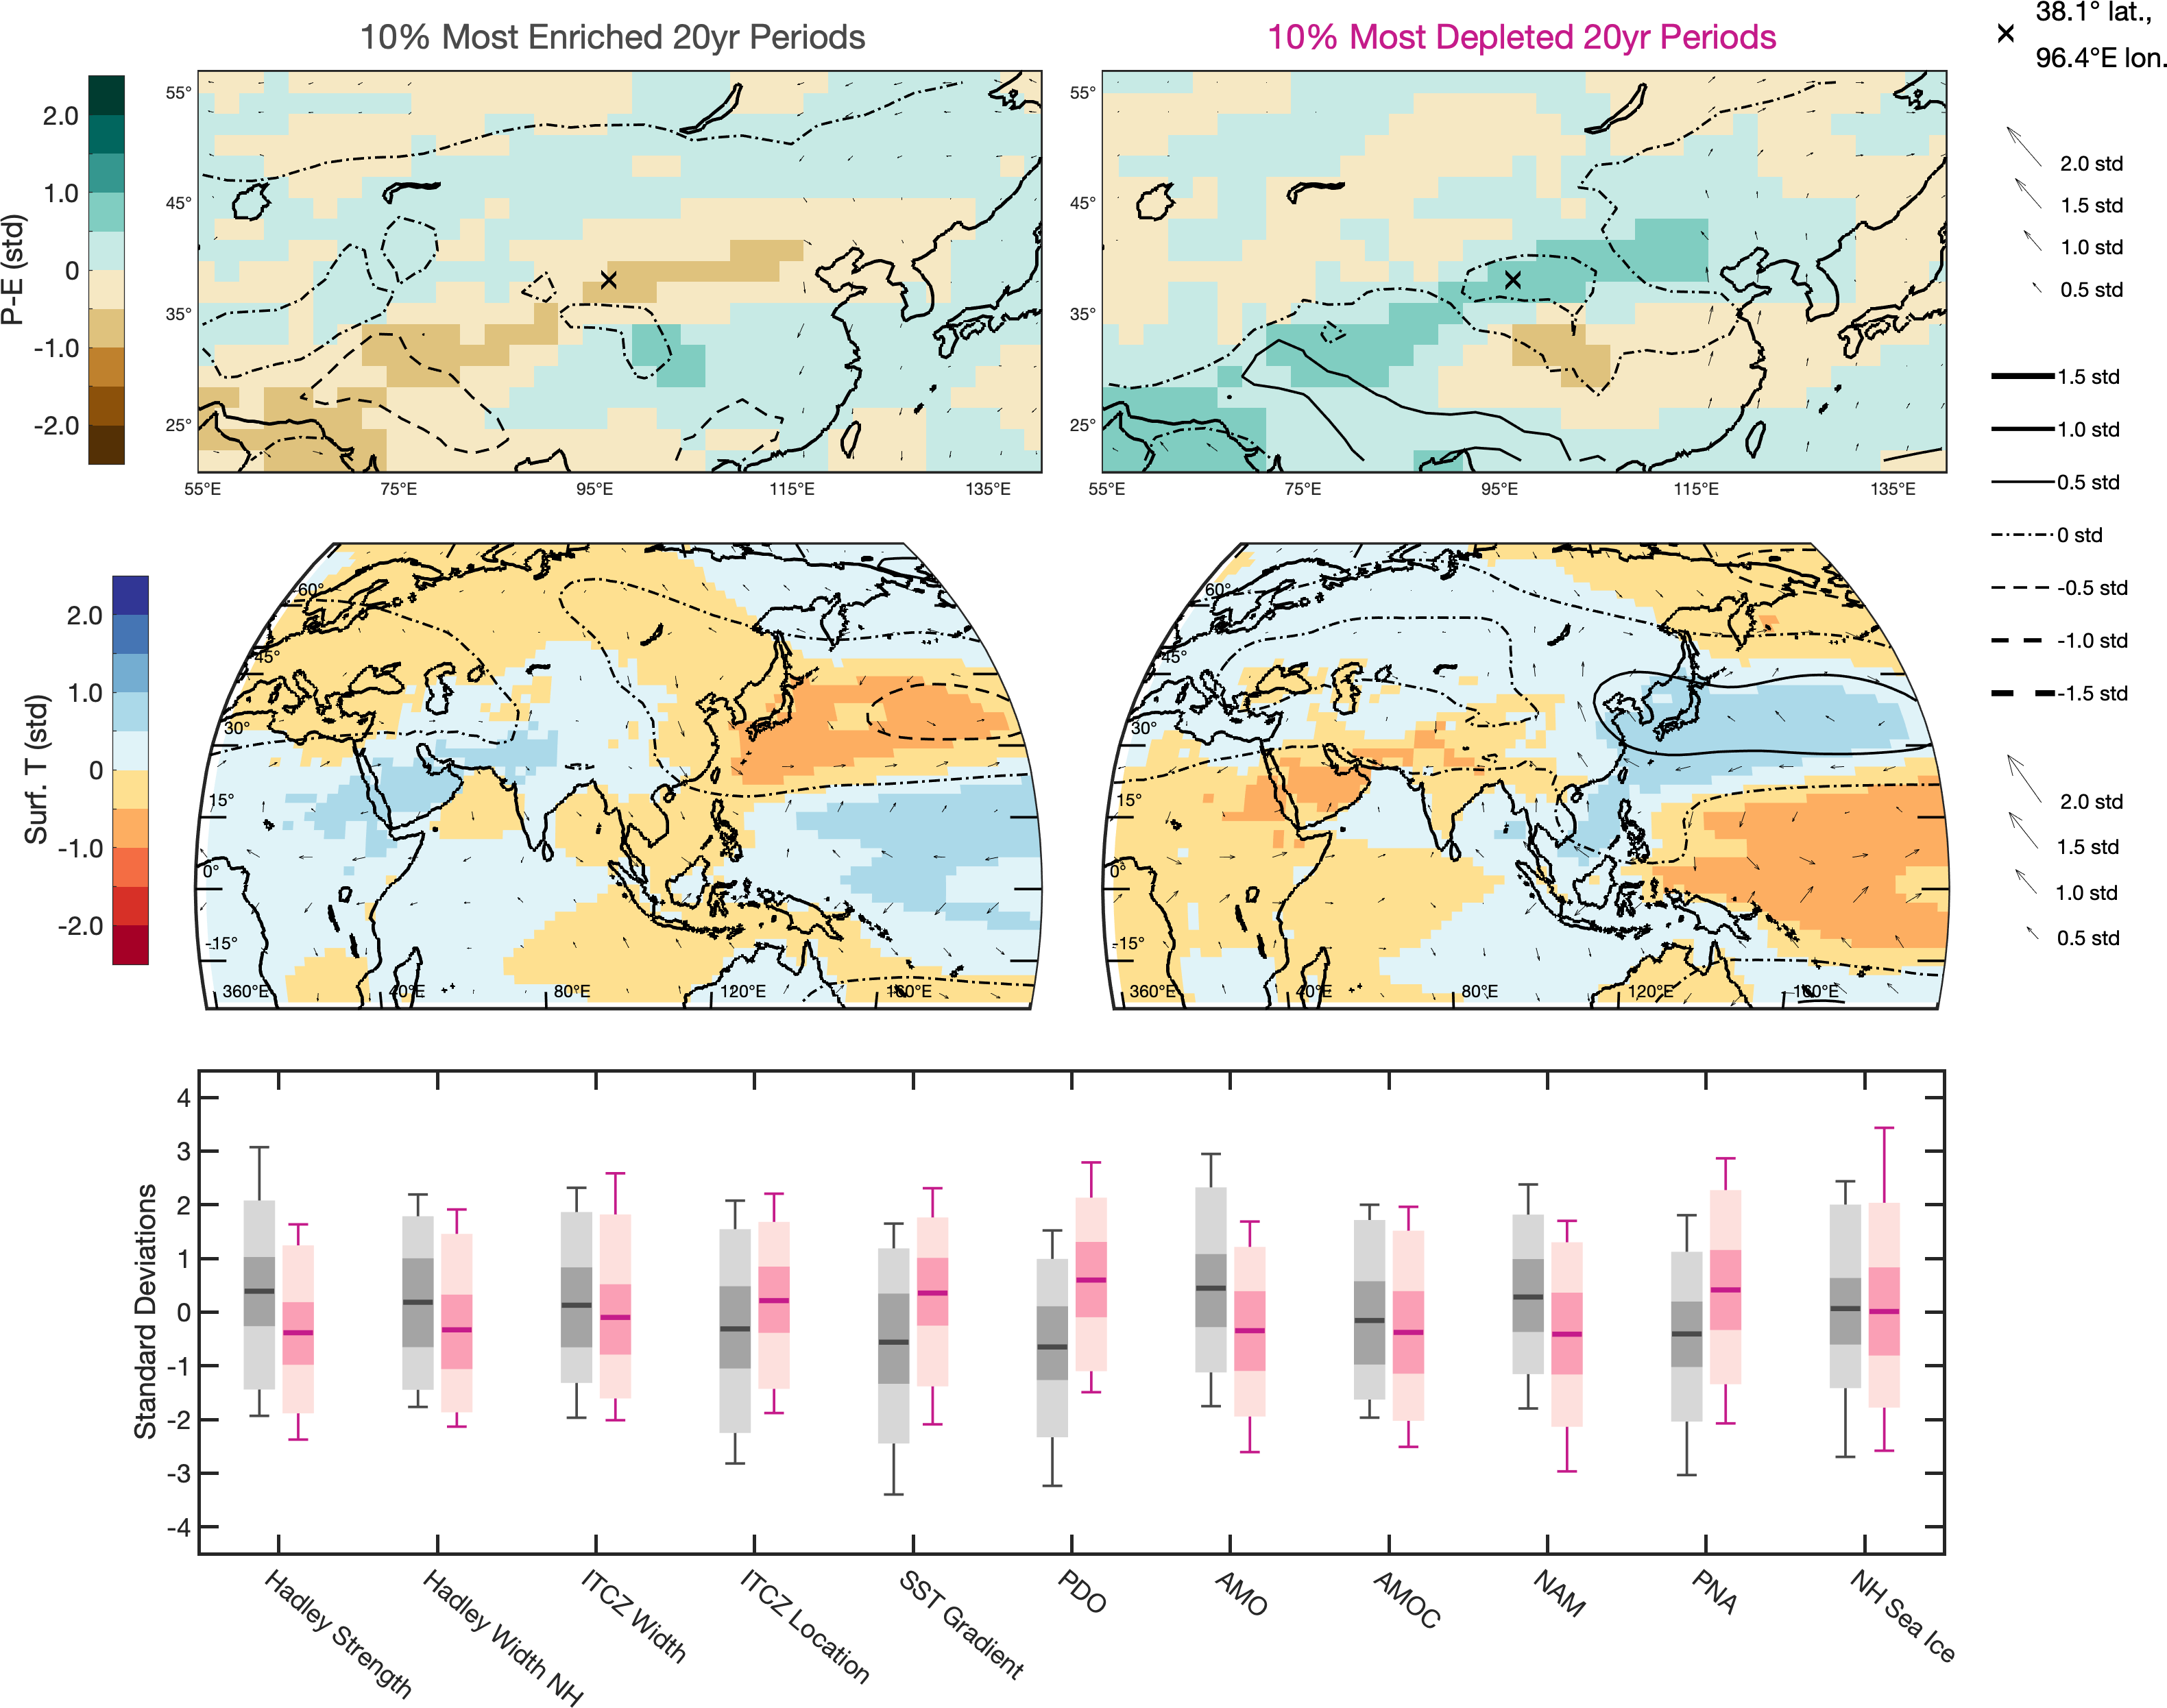 10% Most Enriched 20yr Periods
10% Most Depleted 20yr Periods
38.1° lat.,
96.4°E lon.
P-E (std)
2.0
1.0
0
-1.0
-2.0
55°
45°
35°
25°
55°E
75°E
95°E
115°E
135°E
55°
45°
35°
25°
55°E
75°E
95°E
115°E
135°E
2.0 std
1.5 std
1.0 std
0.5 std
1.5 std
1.0 std
0.5 std
0 std
-0.5 std
-1.0 std
-1.5 std
2.0 std
1.5 std
1.0 std
0.5 std
Surf. T (std)
2.0
1.0
0
-1.0
-2.0
60°
45°
30°
15°
0°
-15°
360°E
40°E
80°E
120°E
160°E
60°
45°
30°
15°
0°
-15°
360°E
40°E
80°E
120°E
160°E
Standard Deviations
4
3
2
1
0
-1
-2
-3
-4
Hadley Strength
Hadley Width NH
ITCZ Width
ITCZ Location
SST Gradient
PDO
AMO
AMOC
NAM
PNA
NH Sea Ice